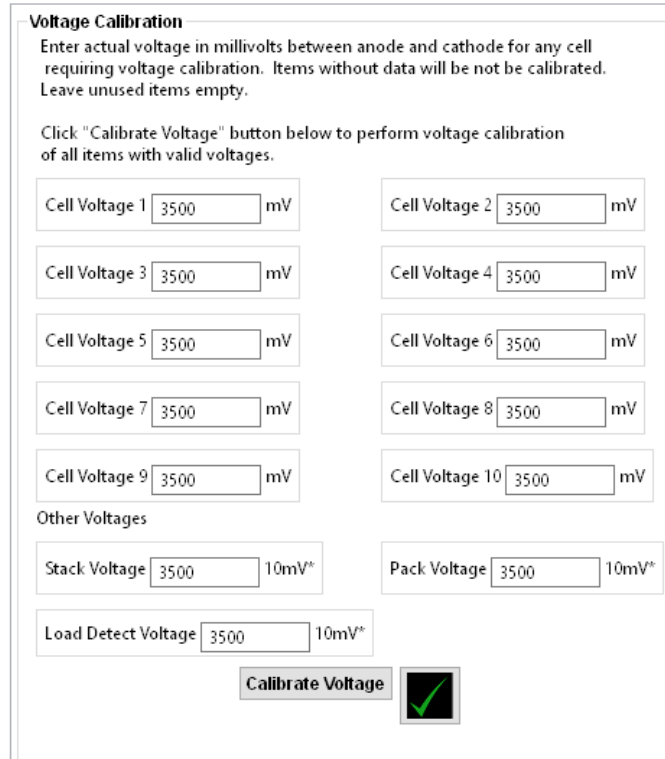 Voltage Calibration
Enter actual voltage in millivolts between anode and cathode for any cell
requiring voltage calibration. Items without data will be not be calibrated.
Leave unused items empty.
Click "Calibrate Voltage" button below to perform voltage calibration
of all items with valid voltages.
Cell Voltage 1 3500 mV Cell Voltage 2 3500 mV
Cell Voltage 3 3500 mV Cell Voltage 4 3500 mV
Cell Voltage 5 3500 mV Cell Voltage 6 3500 mV
Cell Voltage 7 3500 mV Cell Voltage 8 3500 mV
Cell Voltage 9 3500 mV Cell Voltage 10 3500 mV
Other Voltages
Stack Voltage 3500 10mV* Pack Voltage 3500 10mV*
Load Detect Voltage 3500 10mV*
Calibrate Voltage